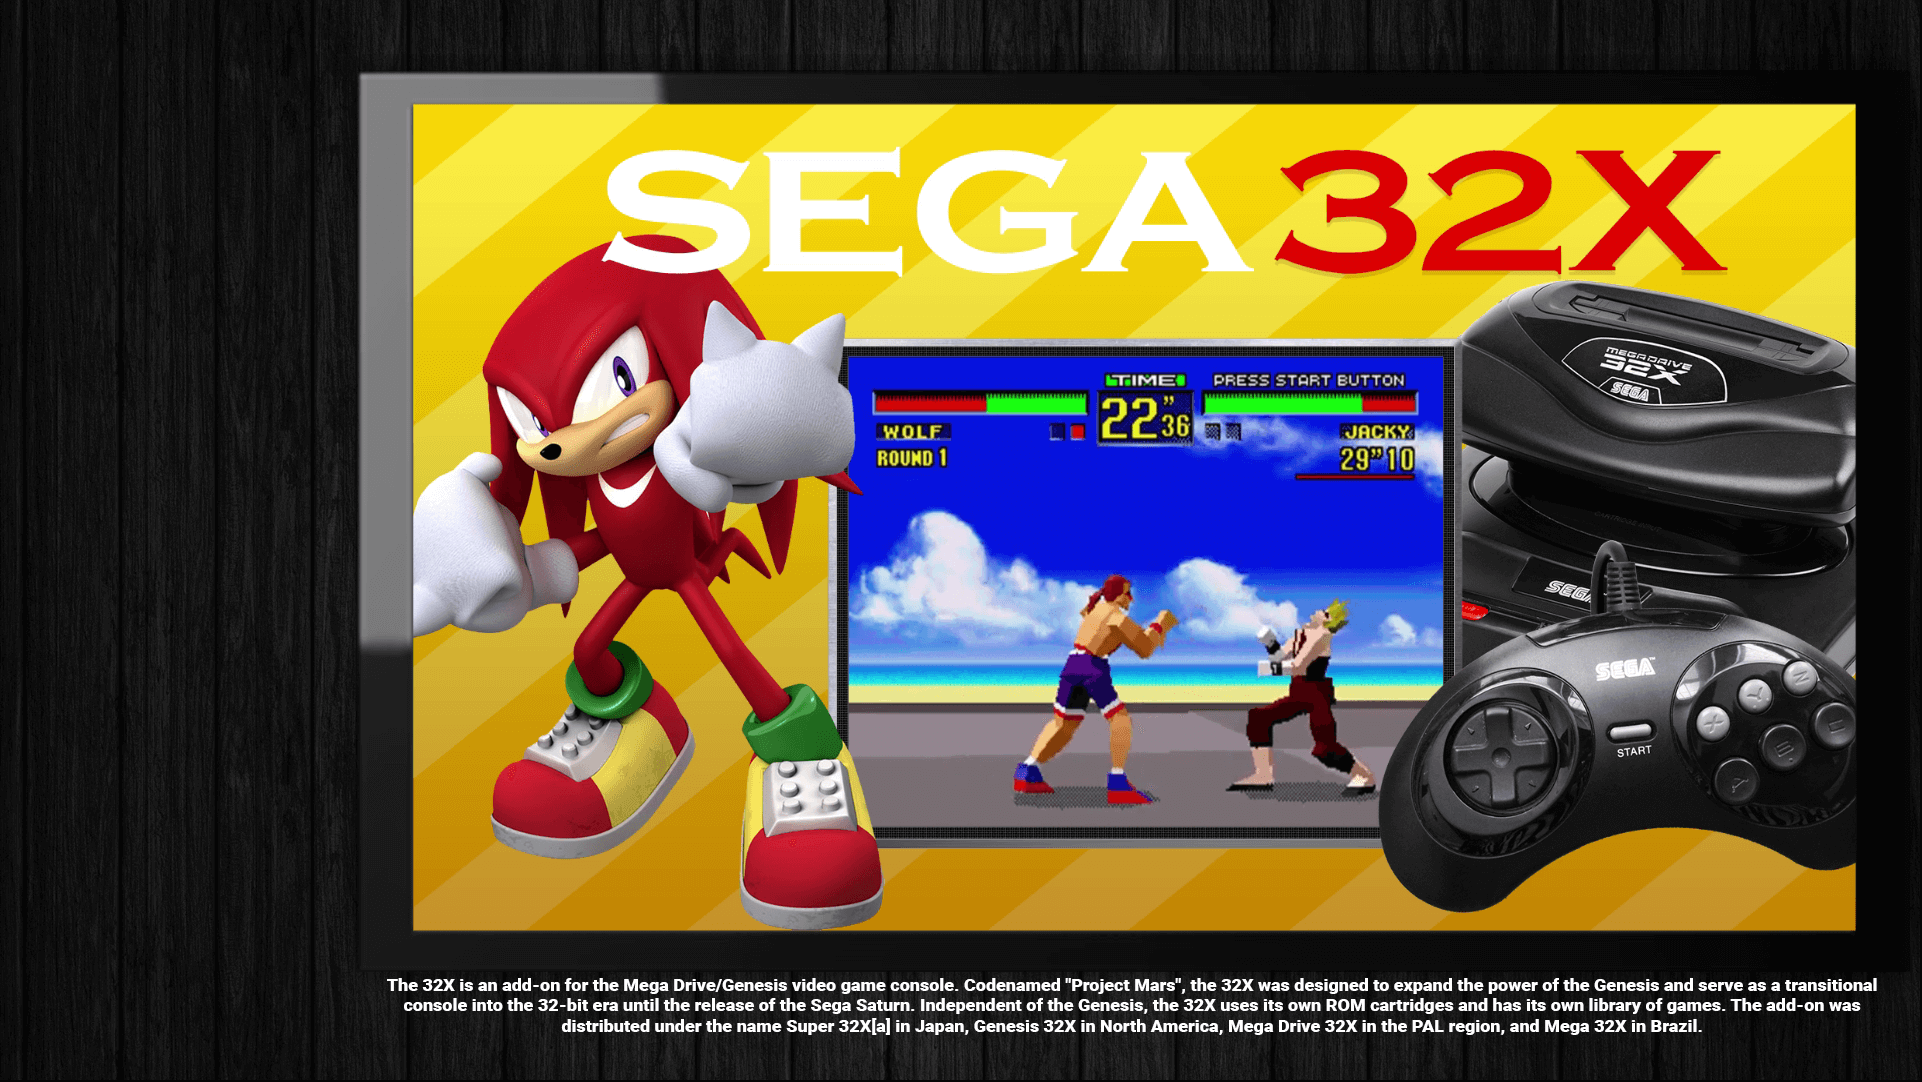 SEGA 32X
TIME
PRESS START BUTTON
22"36
WOLF
JACKY
ROUND 1
29"10
MEGA DRIVE
32X
SEGA
SEGA
SEGA™
START
X
Y
Z
A
B
The 32X is an add-on for the Mega Drive/Genesis video game console. Codenamed "Project Mars", the 32X was designed to expand the power of the Genesis and serve as a transitional
console into the 32-bit era until the release of the Sega Saturn. Independent of the Genesis, the 32X uses its own ROM cartridges and has its own library of games. The add-on was
distributed under the name Super 32X[a] in Japan, Genesis 32X in North America, Mega Drive 32X in the PAL region, and Mega 32X in Brazil.